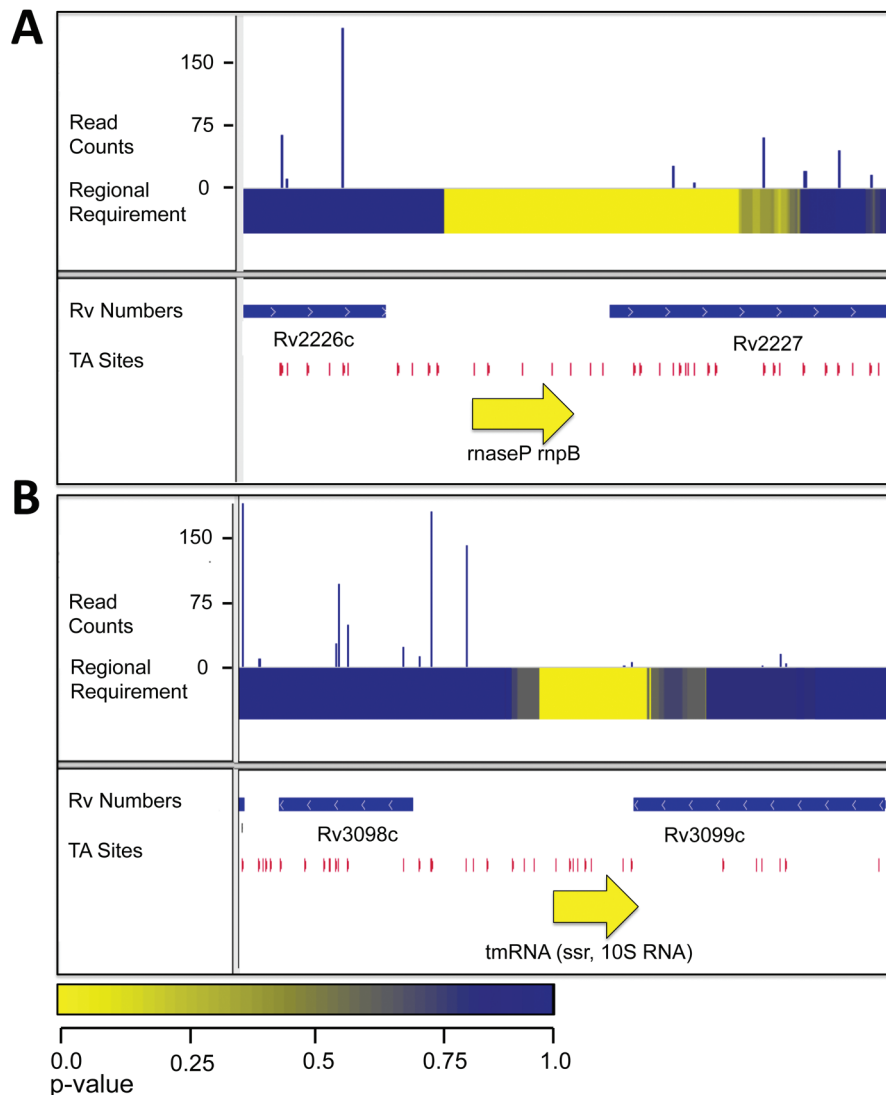 A
150
Read
Counts
75
0
Regional
Requirement
Rv Numbers
Rv2226c
Rv2227
TA Sites
rnaseP rnpB
B
150
Read
Counts
75
0
Regional
Requirement
Rv Numbers
Rv3098c
Rv3099c
TA Sites
tmRNA (ssr, 10S RNA)
0.0
0.25
0.5
0.75
1.0
p-value